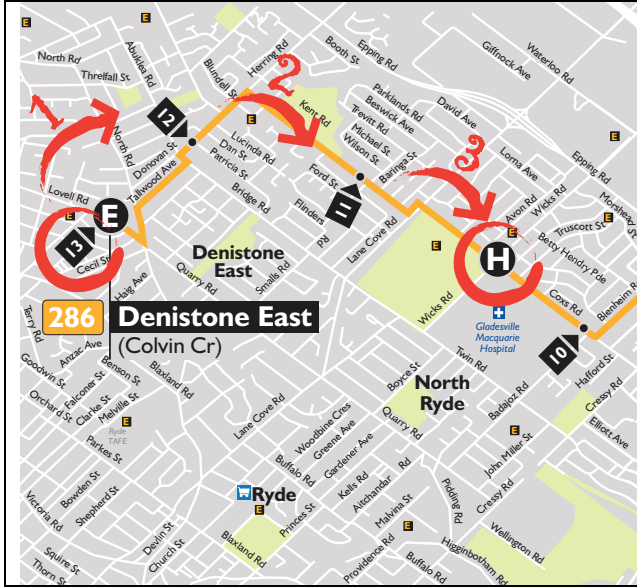 E
E
North Rd
Threlfall St
Abuklea Rd
Blundell St
Herring Rd
Booth St
Epping Rd
Giffnock Ave
Waterloo Rd
1
2
12
North Rd
Donovan St
Tallwood Ave
E
Kent Rd
Parklands Rd
Beswick Ave
Trevitt Rd
Michael St
Wilson St
David Ave
Lucinda Rd
Dan St
Patricia St
Bridge Rd
Baringa St
3
Lorna Ave
Epping Rd
Lovell Rd
E
E
13
Cecil St
Ford St
Flinders Rd
11
Lane Cove Rd
Avon Rd
Wicks Rd
Morshead
Truscott St
Betty Hendry Pde
E
E
H
Denistone
East
Quarry Rd
Smalls Rd
Haig Ave
Wicks Rd
Coxs Rd
Blenheim Rd
286 Denistone East
(Colvin Cr)
Gladesville
Macquarie
Hospital
10
Terry Rd
Anzac Ave
Goodwin St
Benson St
Falconer St
Orchard St
Clarke St
Melville St
Blaxland Rd
Twin Rd
Boyce St
North
Ryde
Quarry Rd
Badajoz Rd
Hafford St
Cressy Rd
Elliott Ave
E
Ryde
TAFE
Parkes St
Lane Cove Rd
Woodbine Cres
Greene Ave
Gardener Ave
Buffalo Rd
Kells Rd
Aitchandar Rd
E
John Miller St
Cressy Rd
Pidding Rd
Malvina St
Bowden St
Shepherd St
Victoria Rd
Ryde
E
Princes St
Devlin St
Church St
Blaxland Rd
E
Wellington Rd
Higginbotham Rd
Providence Rd
Buffalo Rd
Squire St
Thorn St